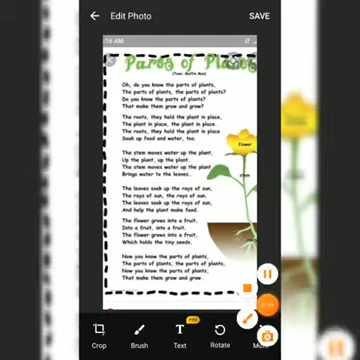 Edit Photo
SAVE
:16 AM
Parts of Plants
(Tune: Muffin Man)
Oh, do you know the parts of plants,
The parts of plants, the parts of plants?
Do you know the parts of plants?
That make them grow and grow?
The roots, they hold the plant in place,
The plant in place, the plant in place.
The roots, they hold the plant in place
Soak up food and water, too.
The stem moves water up the plant,
Up the plant, up the plant.
The stem moves water up the plant
Brings water to the leaves.
The leaves soak up the rays of sun,
The rays of sun, the rays of sun.
The leaves soak up the rays of sun,
And help the plant make food.
The flower grows into a fruit,
Into a fruit, into a fruit.
The flower grows into a fruit,
Which holds the tiny seeds.
Now you know the parts of plants,
The parts of plants, the parts of plants,
Now you know the parts of plants,
That make them grow and grow.
Flower
stem
Crop
Brush
Text
PRO
Rotate